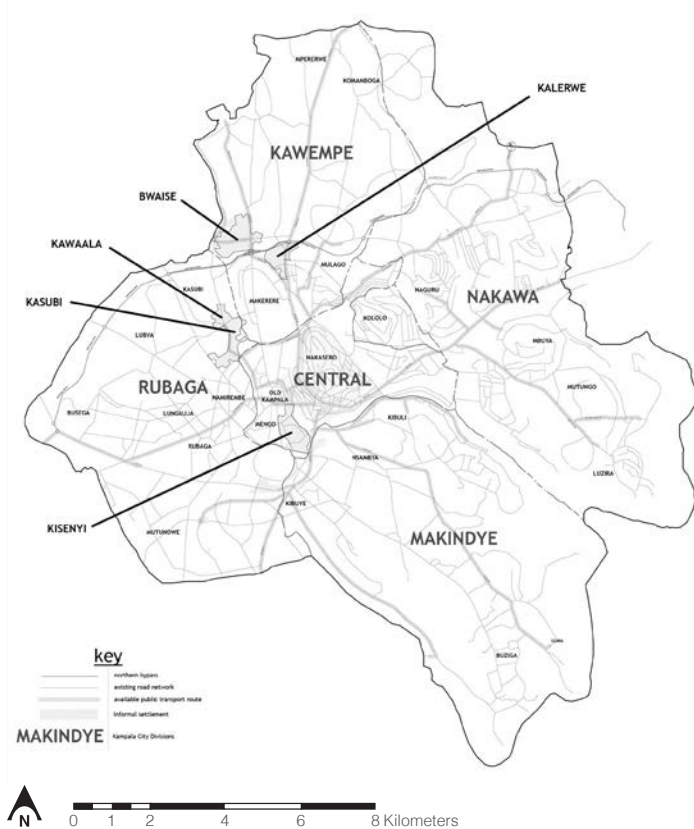 MPERERWE
KOMAMBOGA
KALERWE
KAWEMPE
BWAISE
KAWAALA
MULAGO
KASUBI
KASUBI
MAKERERE
NAGURU
NAKAWA
KOLOLO
LUBYA
MBUYA
NAKASERO
CENTRAL
RUBAGA
MUTUNGO
NAMIRENBE
OLD
KAMPALA
BUSEGA
LUNGUJJA
KIBULI
MENGO
RUBAGA
NSAMBYA
LUZIRA
KISENYI
KIBUYE
MUTUNDWE
MAKINDYE
BUZIGA
key
northern bypass
existing road network
available public transport route
informal settlement
MAKINDYE Kampala City Divisions
N
0 1 2 4 6 8 Kilometers